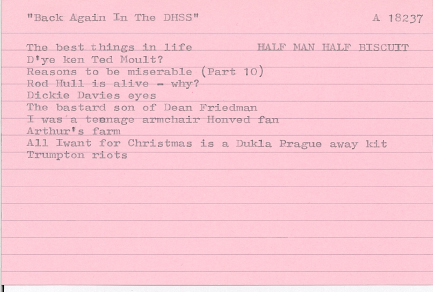 "Back Again In The DHSS" A 18237
The best things in life HALF MAN HALF BISCUIT
D'ye ken Ted Moult?
Reasons to be miserable (Part 10)
Rod Hull is alive - why?
Dickie Davies eyes
The bastard son of Dean Friedman
I was a teenage armchair Honved fan
Arthur's farm
All Iwant for Christmas is a Dukla Prague away kit
Trumpton riots